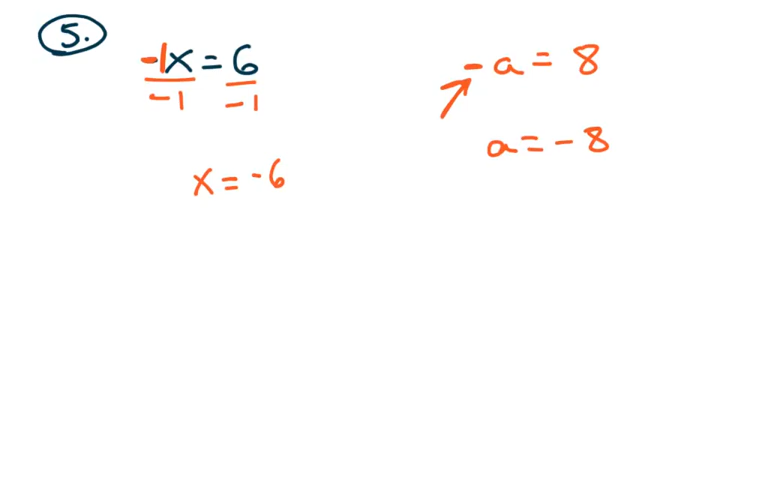 5.
-1x = 6
-1 -1
x = -6
-a = 8
a = -8